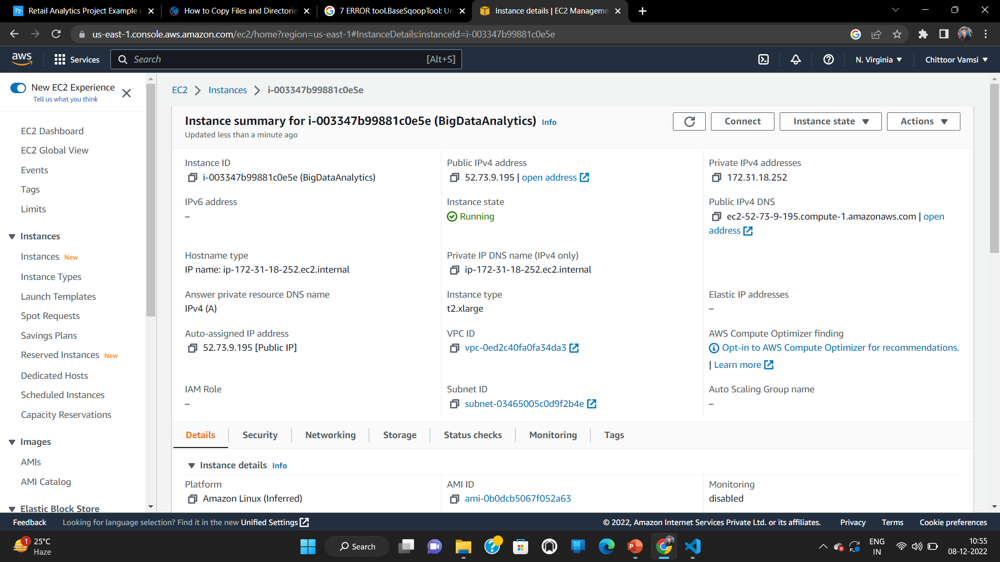 Pp Retail Analytics Project Example u
How to Copy Files and Directorie
7 ERROR tool.BaseSqoopTool: Un
Instance details | EC2 Manageme
us-east-1.console.aws.amazon.com/ec2/home?region=us-east-1#InstanceDetails:instanceId=i-003347b99881c0e5e
aws
Services
Search [Alt+S]
N. Virginia
Chittoor Vamsi
New EC2 Experience
Tell us what you think
EC2 Dashboard
EC2 Global View
Events
Tags
Limits
Instances
Instances New
Instance Types
Launch Templates
Spot Requests
Savings Plans
Reserved Instances New
Dedicated Hosts
Scheduled Instances
Capacity Reservations
Images
AMIs
AMI Catalog
Elastic Block Store
EC2 Instances i-003347b99881c0e5e
Instance summary for i-003347b99881c0e5e (BigDataAnalytics) Info
Updated less than a minute ago
Connect
Instance state
Actions
Instance ID
i-003347b99881c0e5e (BigDataAnalytics)
Public IPv4 address
52.73.9.195 | open address
Private IPv4 addresses
172.31.18.252
IPv6 address
–
Instance state
Running
Public IPv4 DNS
ec2-52-73-9-195.compute-1.amazonaws.com | open
address
Hostname type
IP name: ip-172-31-18-252.ec2.internal
Private IP DNS name (IPv4 only)
ip-172-31-18-252.ec2.internal
Answer private resource DNS name
IPv4 (A)
Instance type
t2.xlarge
Elastic IP addresses
–
Auto-assigned IP address
52.73.9.195 [Public IP]
VPC ID
vpc-0ed2c40fa0fa34da3
AWS Compute Optimizer finding
Opt-in to AWS Compute Optimizer for recommendations.
| Learn more
IAM Role
–
Subnet ID
subnet-03465005c0d9f2b4e
Auto Scaling Group name
–
Details Security Networking Storage Status checks Monitoring Tags
Instance details Info
Platform
Amazon Linux (Inferred)
AMI ID
ami-0b0dcb5067f052a63
Monitoring
disabled
Feedback Looking for language selection? Find it in the new Unified Settings
© 2022, Amazon Internet Services Private Ltd. or its affiliates. Privacy Terms Cookie preferences
1
25°C
Haze
Search
ENG
IN
10:55
08-12-2022